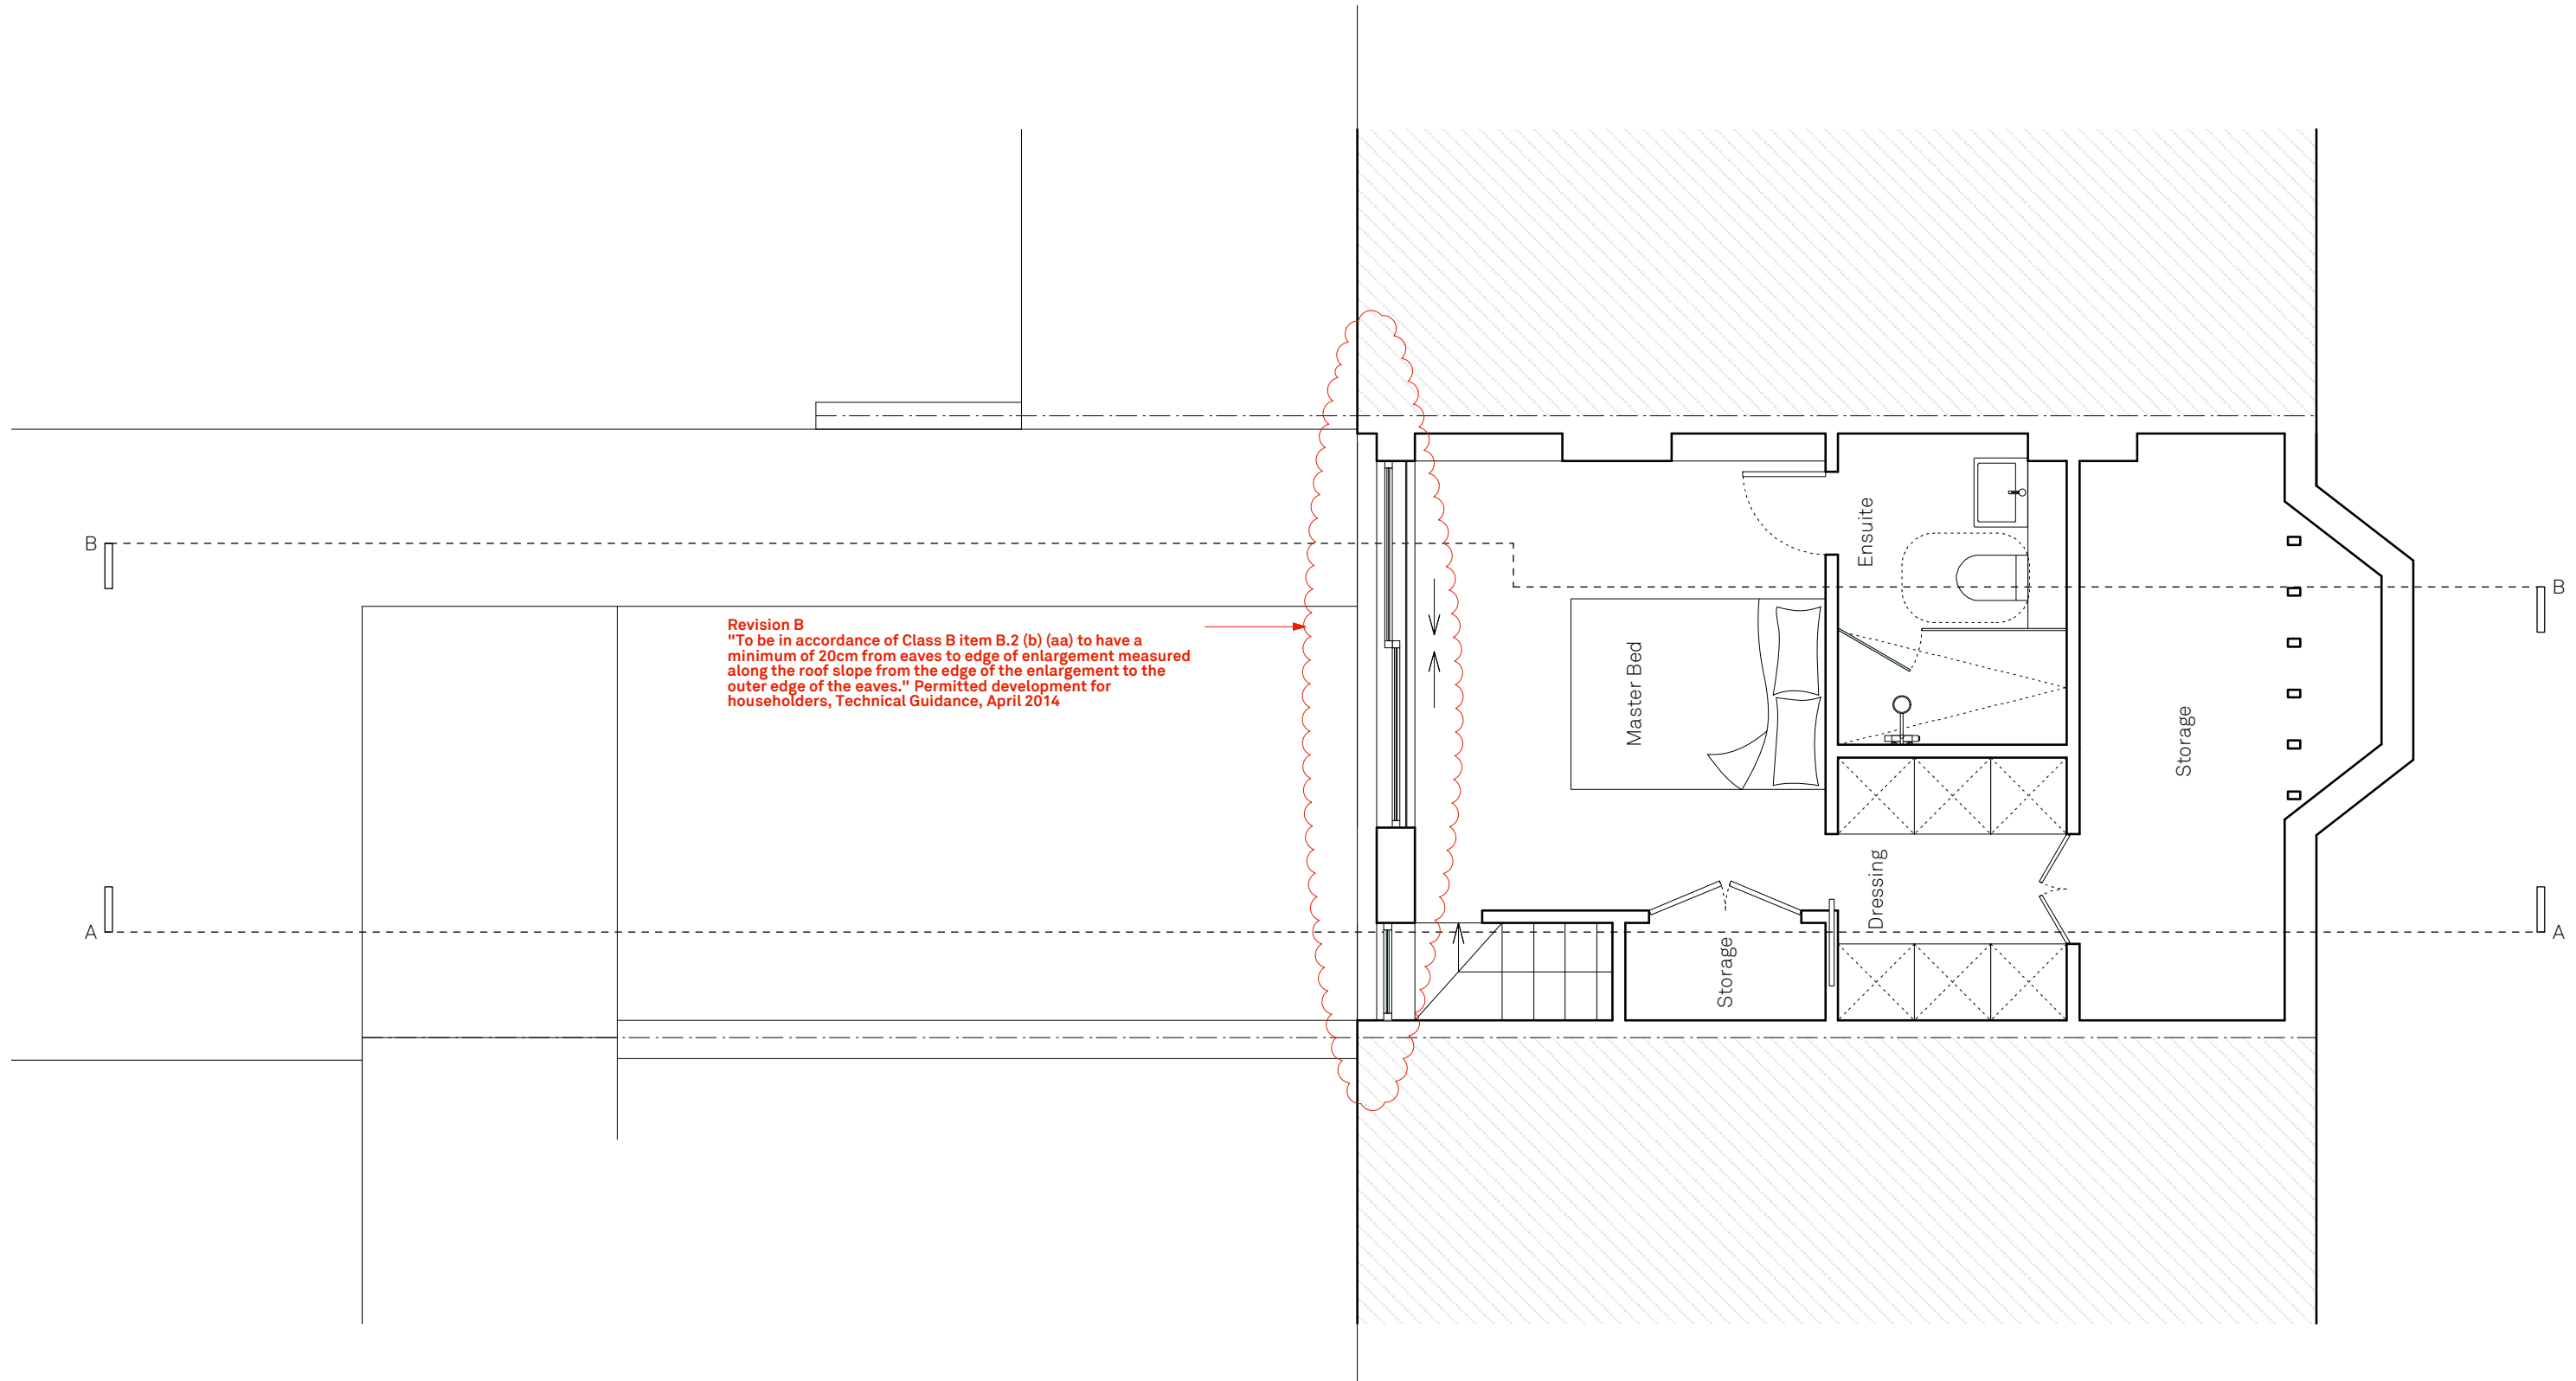 B
A
Revision B
"To be in accordance of Class B item B.2 (b) (aa) to have a
minimum of 20cm from eaves to edge of enlargement measured
along the roof slope from the edge of the enlargement to the
outer edge of the eaves." Permitted development for
householders, Technical Guidance, April 2014
Master Bed
Ensuite
Dressing
Storage
Storage
B
A